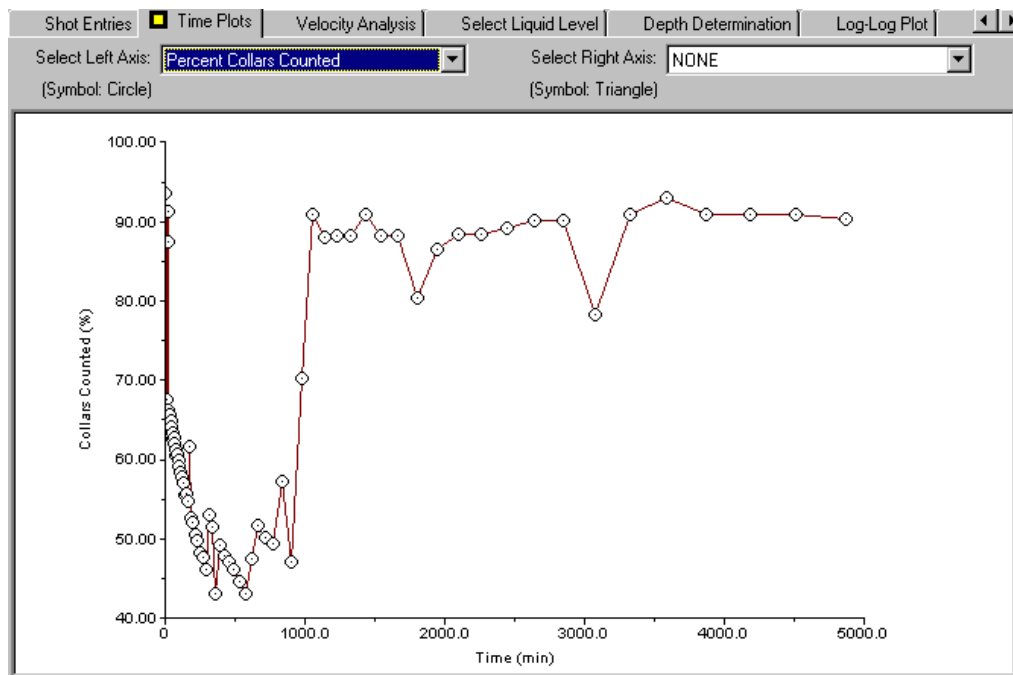 Shot Entries Time Plots Velocity Analysis Select Liquid Level Depth Determination Log-Log Plot
Select Left Axis: Percent Collars Counted Select Right Axis: NONE
(Symbol: Circle) (Symbol: Triangle)
100.00
90.00
80.00
70.00
60.00
50.00
40.00
Collars Counted (%)
0 1000.0 2000.0 3000.0 4000.0 5000.0
Time (min)